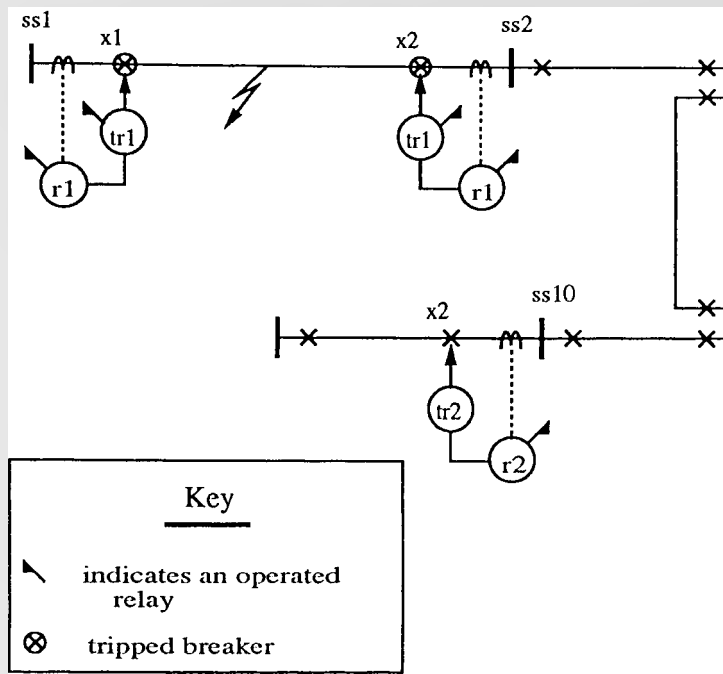 ss1
x1
x2
ss2
tr1
tr1
r1
r1
x2
ss10
tr2
r2
Key
indicates an operated
relay
tripped breaker